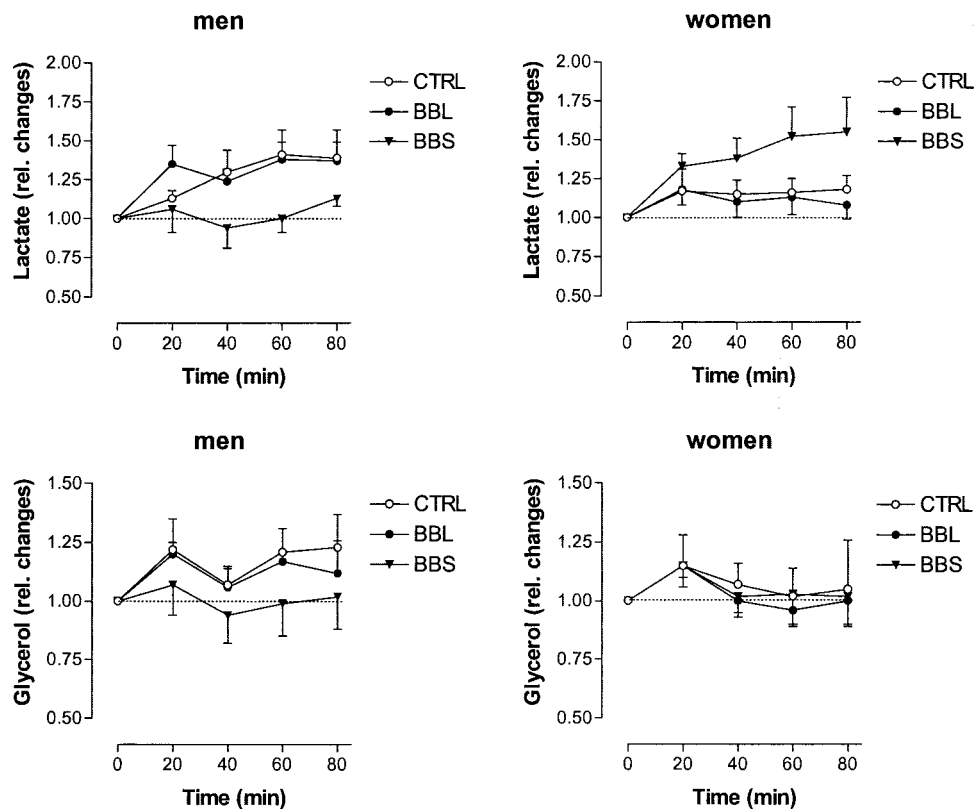 men
Lactate (rel. changes)
2.00
1.75
1.50
1.25
1.00
0.75
0.50
CTRL
BBL
BBS
0 20 40 60 80
Time (min)
women
Lactate (rel. changes)
2.00
1.75
1.50
1.25
1.00
0.75
0.50
CTRL
BBL
BBS
0 20 40 60 80
Time (min)
men
Glycerol (rel. changes)
1.50
1.25
1.00
0.75
0.50
CTRL
BBL
BBS
0 20 40 60 80
Time (min)
women
Glycerol (rel. changes)
1.50
1.25
1.00
0.75
0.50
CTRL
BBL
BBS
0 20 40 60 80
Time (min)